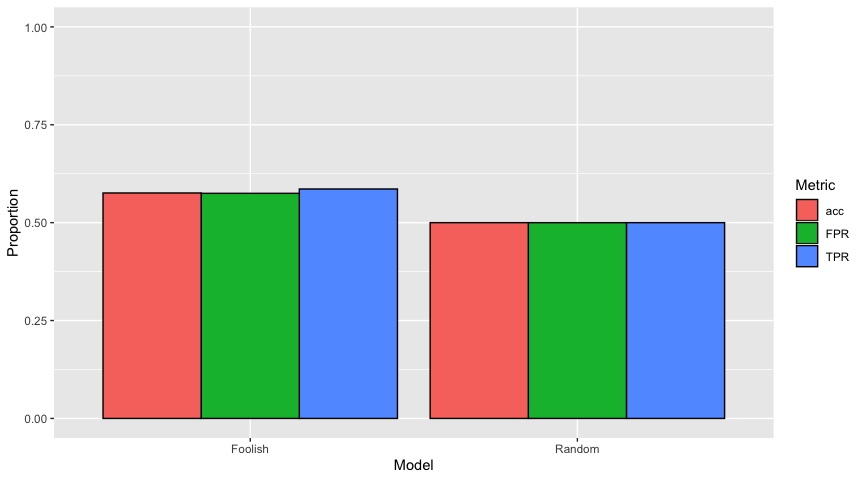 1.00
0.75
0.50
0.25
0.00
Proportion
Foolish
Random
Model
Metric
acc
FPR
TPR